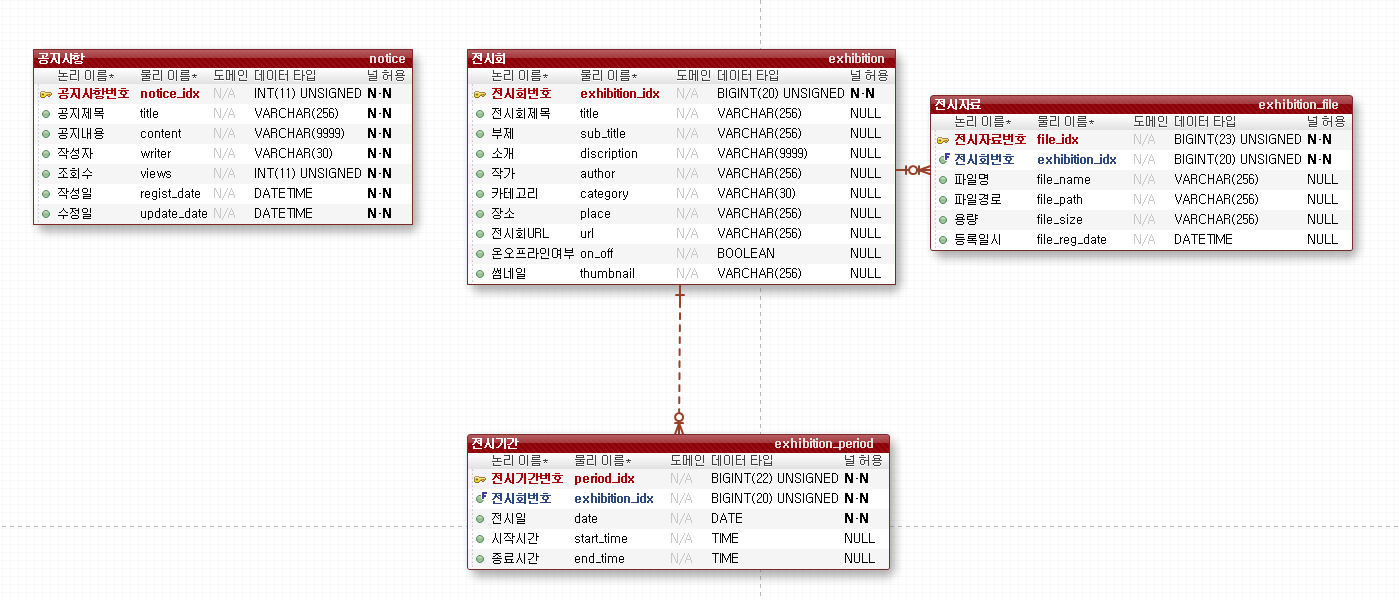 공지사항 notice
논리 이름* 물리 이름* 도메인 데이터 타입 널 허용
공지사항번호 notice_idx N/A INT(11) UNSIGNED N·N
공지제목 title N/A VARCHAR(256) N·N
공지내용 content N/A VARCHAR(9999) N·N
작성자 writer N/A VARCHAR(30) N·N
조회수 views N/A INT(11) UNSIGNED N·N
작성일 regist_date N/A DATETIME N·N
수정일 update_date N/A DATETIME N·N
전시회 exhibition
논리 이름* 물리 이름* 도메인 데이터 타입 널 허용
전시회번호 exhibition_idx N/A BIGINT(20) UNSIGNED N·N
전시회제목 title N/A VARCHAR(256) NULL
부제 sub_title N/A VARCHAR(256) NULL
소개 discription N/A VARCHAR(9999) NULL
작가 author N/A VARCHAR(256) NULL
카테고리 category N/A VARCHAR(30) NULL
장소 place N/A VARCHAR(256) NULL
전시회URL url N/A VARCHAR(256) NULL
온오프라인여부 on_off N/A BOOLEAN NULL
썸네일 thumbnail N/A VARCHAR(256) NULL
전시자료 exhibition_file
논리 이름* 물리 이름* 도메인 데이터 타입 널 허용
전시자료번호 file_idx N/A BIGINT(23) UNSIGNED N·N
전시회번호 exhibition_idx N/A BIGINT(20) UNSIGNED N·N
파일명 file_name N/A VARCHAR(256) NULL
파일경로 file_path N/A VARCHAR(256) NULL
용량 file_size N/A VARCHAR(256) NULL
등록일시 file_reg_date N/A DATETIME NULL
전시기간 exhibition_period
논리 이름* 물리 이름* 도메인 데이터 타입 널 허용
전시기간번호 period_idx N/A BIGINT(22) UNSIGNED N·N
전시회번호 exhibition_idx N/A BIGINT(20) UNSIGNED N·N
전시일 date N/A DATE N·N
시작시간 start_time N/A TIME NULL
종료시간 end_time N/A TIME NULL